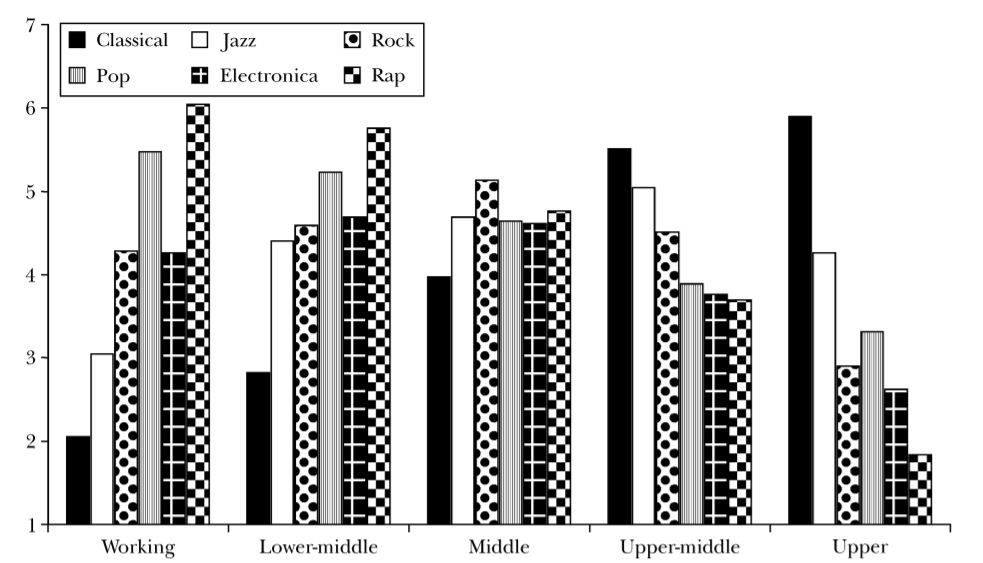 7
Classical Jazz Rock
Pop Electronica Rap
6
5
4
3
2
1
Working Lower-middle Middle Upper-middle Upper